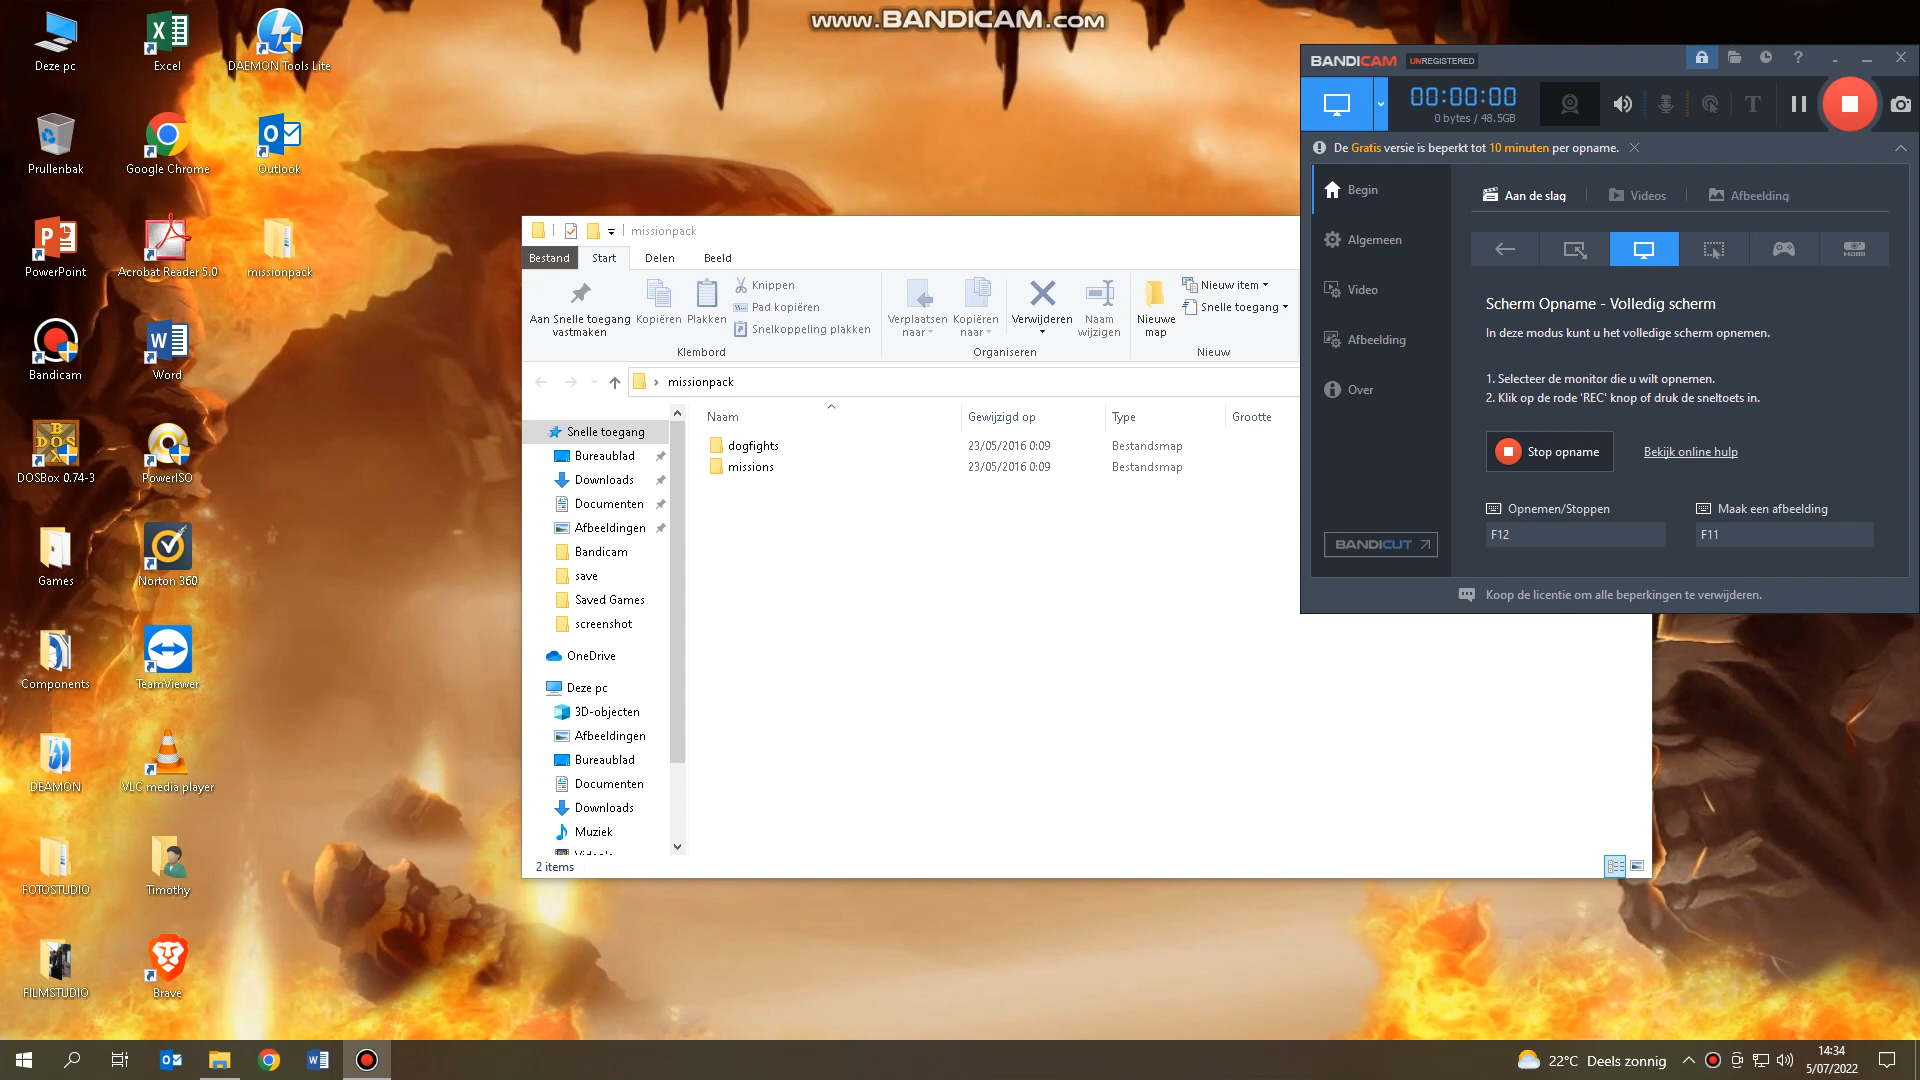 www.BANDICAM.com
Deze pc
Excel
DAEMON Tools Lite
Prullenbak
Google Chrome
Outlook
PowerPoint
Acrobat Reader 5.0
missionpack
Bandicam
Word
DOSBox 0.74-3
PowerISO
Games
Norton 360
Components
TeamViewer
DEAMON
VLC media player
FOTOSTUDIO
Timothy
FILMSTUDIO
Brave
missionpack
Bestand
Start
Delen
Beeld
Aan Snelle toegang
vastmaken
Kopiëren
Plakken
Knippen
Pad kopiëren
Snelkoppeling plakken
Klembord
Verplaatsen
naar
Kopiëren
naar
Verwijderen
Naam
wijzigen
Organiseren
Nieuwe
map
Nieuw item
Snelle toegang
Nieuw
missionpack
Naam
Gewijzigd op
Type
Grootte
dogfights
23/05/2016 0:09
Bestandsmap
missions
23/05/2016 0:09
Bestandsmap
Snelle toegang
Bureaublad
Downloads
Documenten
Afbeeldingen
Bandicam
save
Saved Games
screenshot
OneDrive
Deze pc
3D-objecten
Afbeeldingen
Bureaublad
Documenten
Downloads
Muziek
2 items
BANDICAM
UNREGISTERED
00:00:00
0 bytes / 48.5GB
De Gratis versie is beperkt tot 10 minuten per opname.
Begin
Algemeen
Video
Afbeelding
Over
BANDICUT
Aan de slag
Videos
Afbeelding
HDMI
Scherm Opname - Volledig scherm
In deze modus kunt u het volledige scherm opnemen.
1. Selecteer de monitor die u wilt opnemen.
2. Klik op de rode 'REC' knop of druk de sneltoets in.
Stop opname
Bekijk online hulp
Opnemen/Stoppen
Maak een afbeelding
F12
F11
Koop de licentie om alle beperkingen te verwijderen.
22°C Deels zonnig
14:34
5/07/2022